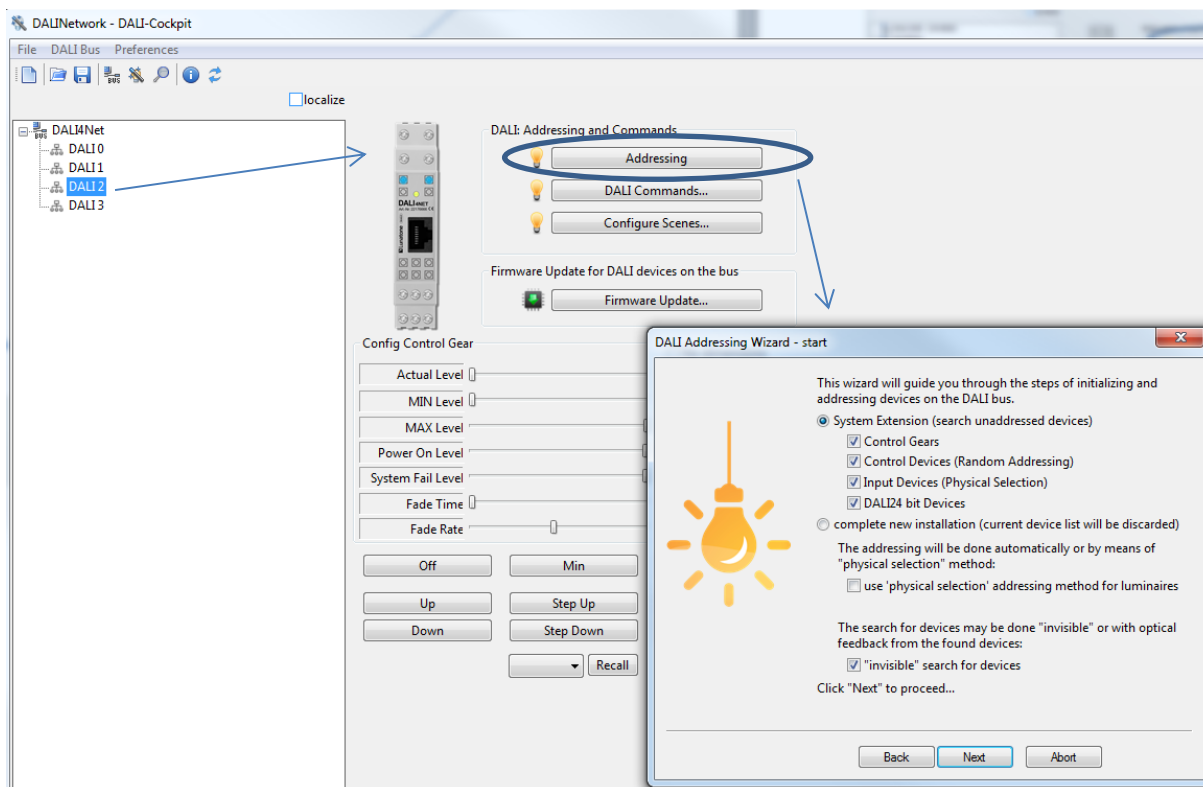 DALINetwork - DALI-Cockpit
File DALI Bus Preferences
BUS
localize
DALI4Net
DALI 0
DALI 1
DALI 2
DALI 3
DALI4NET
Lunatone
DALI: Addressing and Commands
Addressing
DALI Commands...
Configure Scenes...
Firmware Update for DALI devices on the bus
Firmware Update...
Config Control Gear
Actual Level
MIN Level
MAX Level
Power On Level
System Fail Level
Fade Time
Fade Rate
Off Min
Up Step Up
Down Step Down
Recall
DALI Addressing Wizard - start
This wizard will guide you through the steps of initializing and
addressing devices on the DALI bus.
System Extension (search unaddressed devices)
Control Gears
Control Devices (Random Addressing)
Input Devices (Physical Selection)
DALI24 bit Devices
complete new installation (current device list will be discarded)
The addressing will be done automatically or by means of
"physical selection" method:
use 'physical selection' addressing method for luminaires
The search for devices may be done "invisible" or with optical
feedback from the found devices:
"invisible" search for devices
Click "Next" to proceed...
Back Next Abort